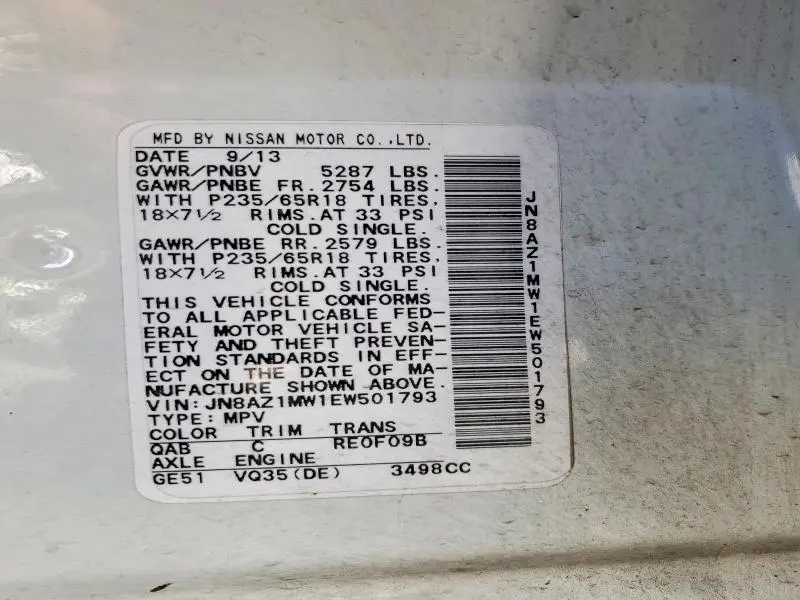 MFD BY NISSAN MOTOR CO.,LTD.
DATE 9/13
GVWR/PNBV 5287 LBS.
GAWR/PNBE FR. 2754 LBS.
WITH P235/65R18 TIRES,
18×7½ RIMS.AT 33 PSI
COLD SINGLE.
GAWR/PNBE RR. 2579 LBS.
WITH P235/65R18 TIRES,
18×7½ RIMS.AT 33 PSI
COLD SINGLE.
THIS VEHICLE CONFORMS
TO ALL APPLICABLE FED-
ERAL MOTOR VEHICLE SA-
FETY AND THEFT PREVEN-
TION STANDARDS IN EFF-
ECT ON THE DATE OF MA-
NUFACTURE SHOWN ABOVE.
VIN: JN8AZ1MW1EW501793
TYPE: MPV
COLOR TRIM TRANS
QAB C RE0F09B
AXLE ENGINE
GE51 VQ35(DE) 3498CC
JN8AZ1MW1EW501793